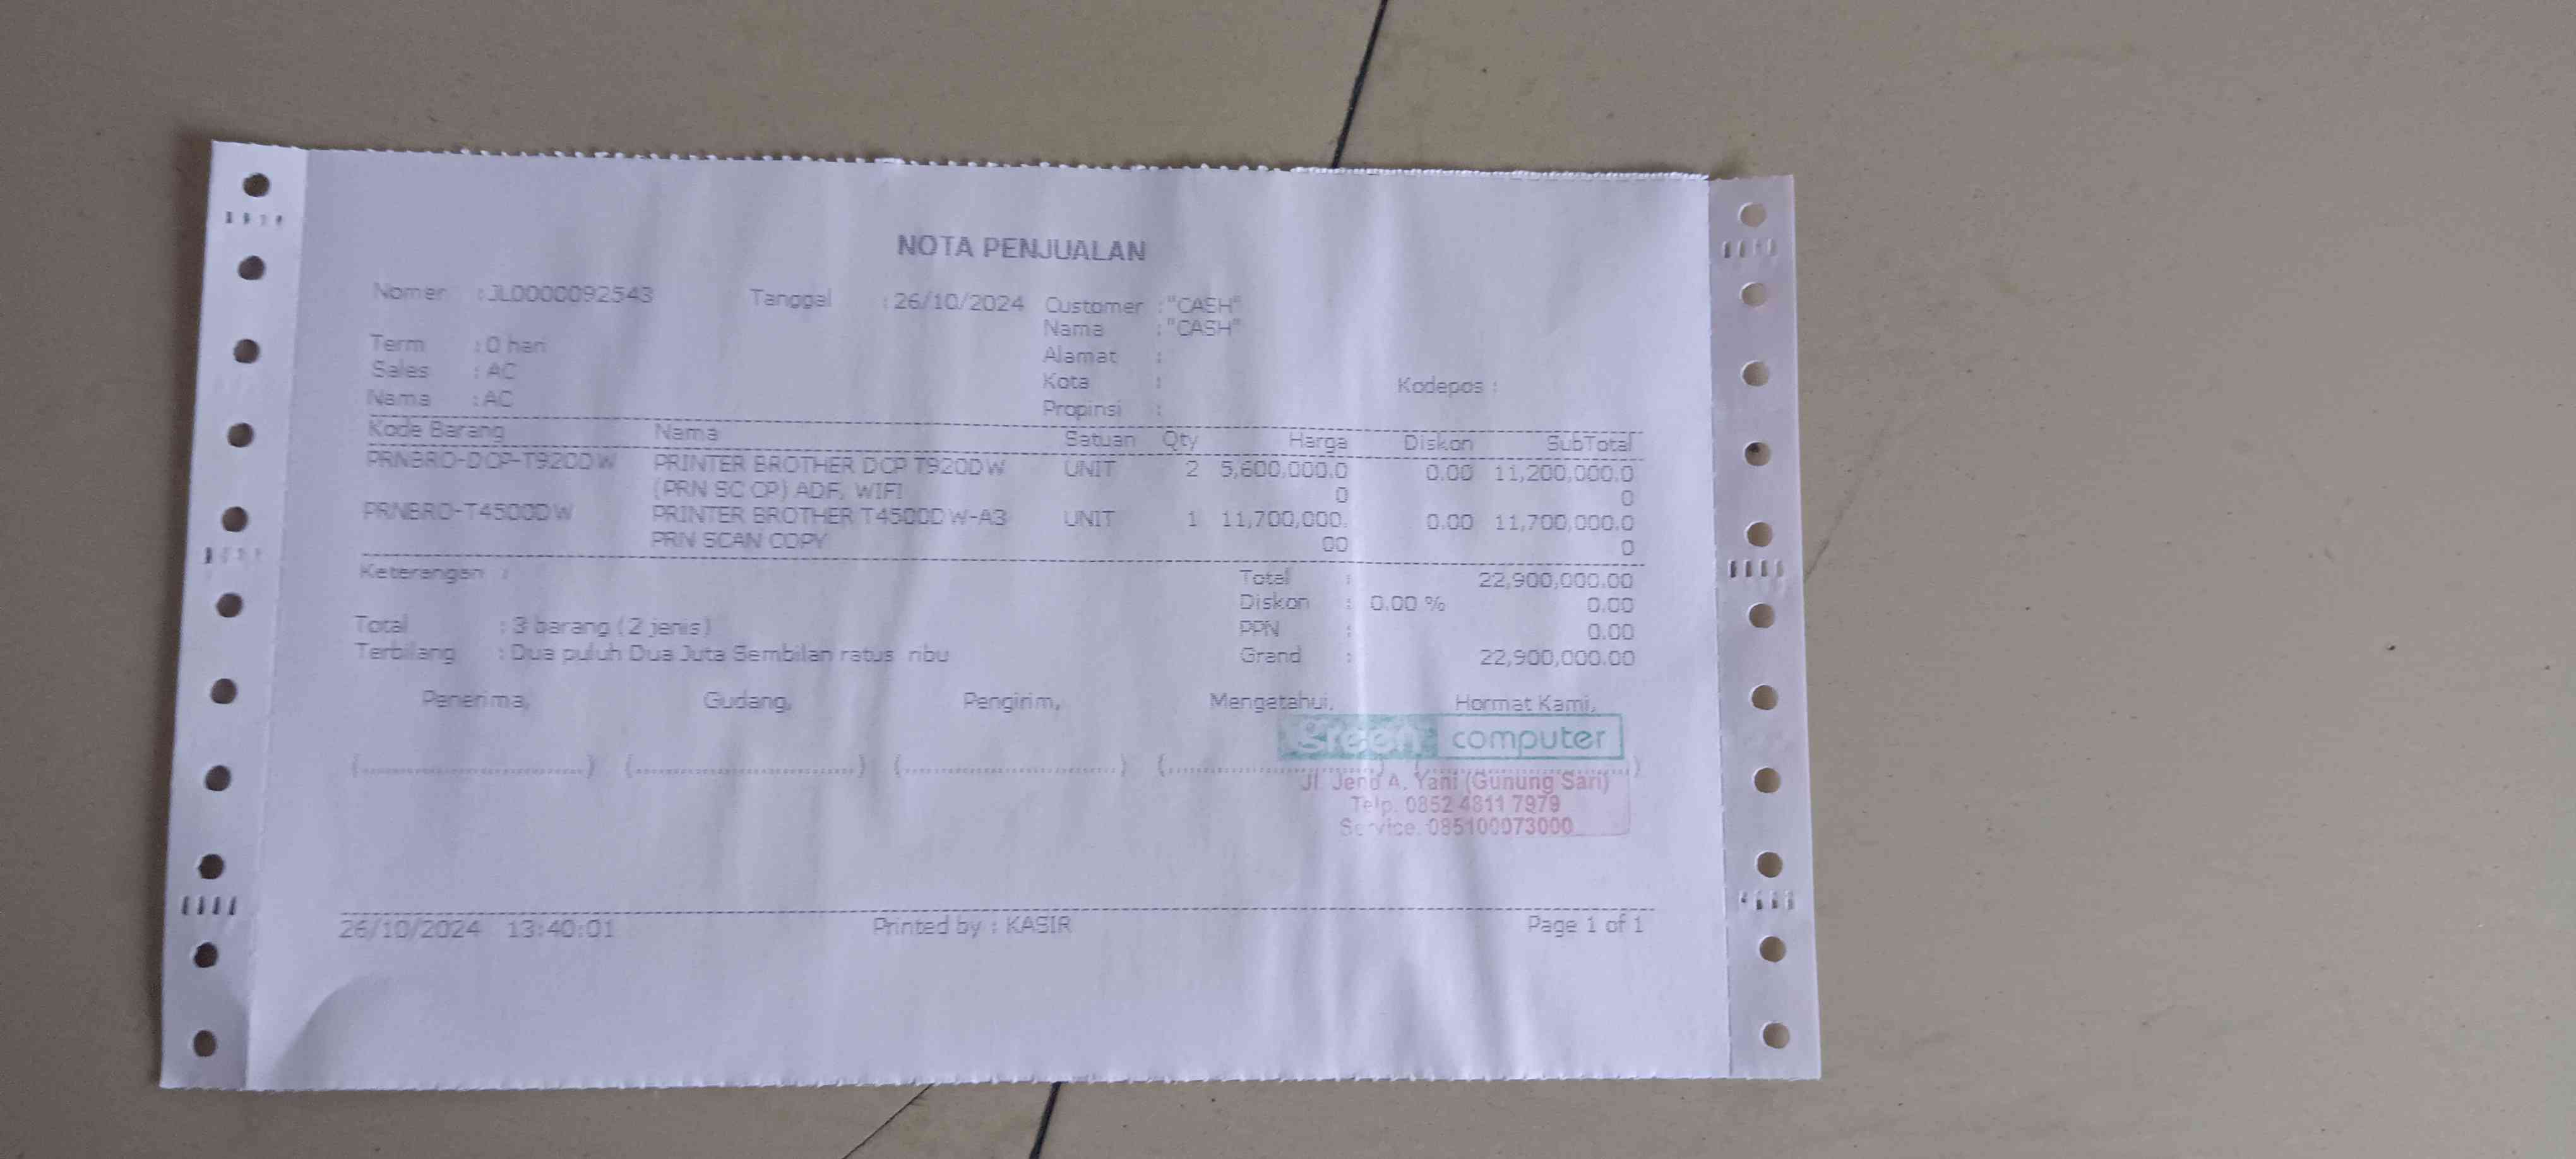 NOTA PENJUALAN
Nomer : JL0000092543 Tanggal : 26/10/2024 Customer : "CASH"
Nama : "CASH"
Term : 0 hari Alamat :
Sales : AC Kota : Kodepos :
Nama : AC Propinsi :
Kode Barang Nama Satuan Qty Harga Diskon SubTotal
PRNBRO-DCP-T920DW PRINTER BROTHER DCP T920DW UNIT 2 5,600,000.0 0.00 11,200,000.0
(PRN SC CP) ADF, WIFI 0 0
PRNBRO-T4500DW PRINTER BROTHER T4500DW-A3 UNIT 1 11,700,000. 0.00 11,700,000.0
PRN SCAN COPY 00 0
Keterangan : Total : 22,900,000.00
Diskon : 0.00 % 0.00
Total : 3 barang (2 jenis) PPN : 0.00
Terbilang : Dua puluh Dua Juta Sembilan ratus ribu Grand : 22,900,000.00
Penerima, Gudang, Pengirim, Mengetahui, Hormat Kami,
green computer
(............................) (............................) (............................) (............................)
Jl. Jend A. Yani (Gunung Sari)
Telp. 0852 4811 7979
Service. 085100073000
26/10/2024 13:40:01 Printed by : KASIR Page 1 of 1